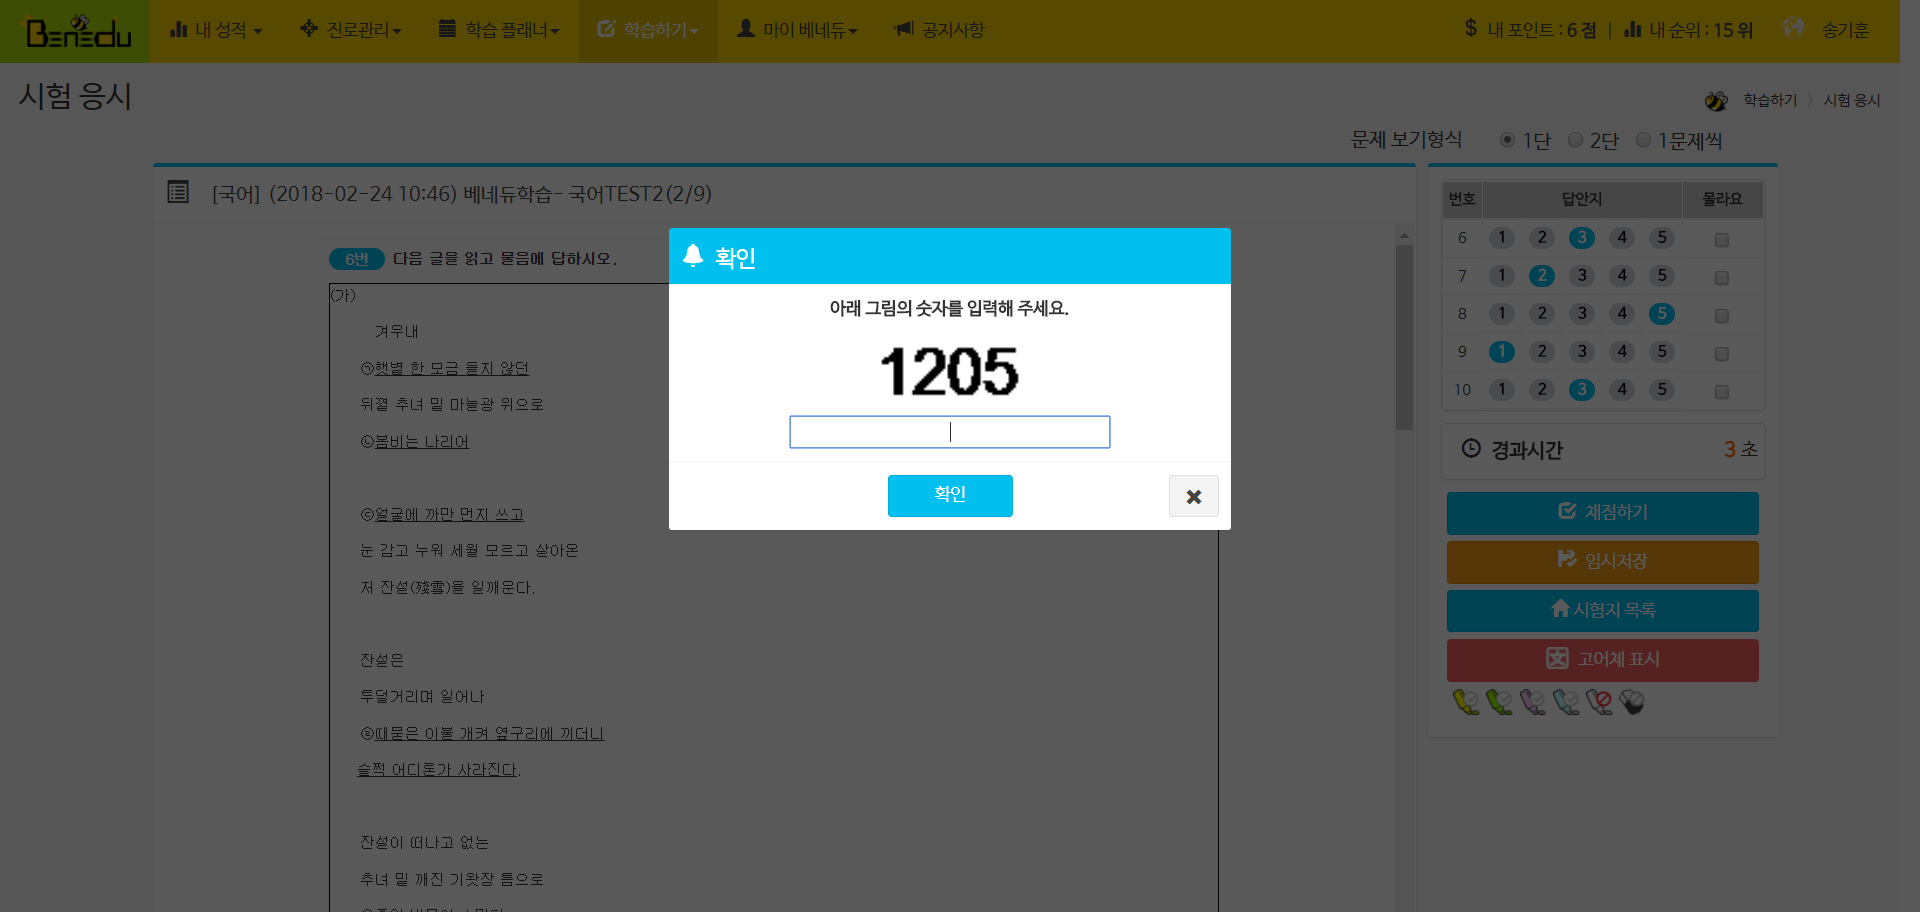 Benedu
내 성적
진로관리
학습 플래너
학습하기
마이 베네듀
공지사항
$ 내 포인트 : 6 점 | 내 순위 : 15 위
송기훈
시험 응시
학습하기 〉 시험 응시
문제 보기형식 1단 2단 1문제씩
[국어] (2018-02-24 10:46) 베네듀학습- 국어TEST2(2/9)
6번 다음 글을 읽고 물음에 답하시오.
(가)
겨우내
㉠햇볕 한 모금 들지 않던
뒤꼍 추녀 밑 마늘광 위으로
㉡봄비는 나리어
㉢얼굴에 까만 먼지 쓰고
눈 감고 누워 세월 모르고 살아온
저 잔설(殘雪)을 일깨운다.
잔설은
투덜거리며 일어나
㉣때묻은 이불 개켜 옆구리에 끼더니
슬쩍 어디론가 사라진다.
잔설이 떠나고 없는
추녀 밑 깨진 기왓장 틈으로
확인
아래 그림의 숫자를 입력해 주세요.
1205
확인
번호 답안지 몰라요
6 1 2 3 4 5
7 1 2 3 4 5
8 1 2 3 4 5
9 1 2 3 4 5
10 1 2 3 4 5
경과시간 3 초
채점하기
임시저장
시험지 목록
고어체 표시